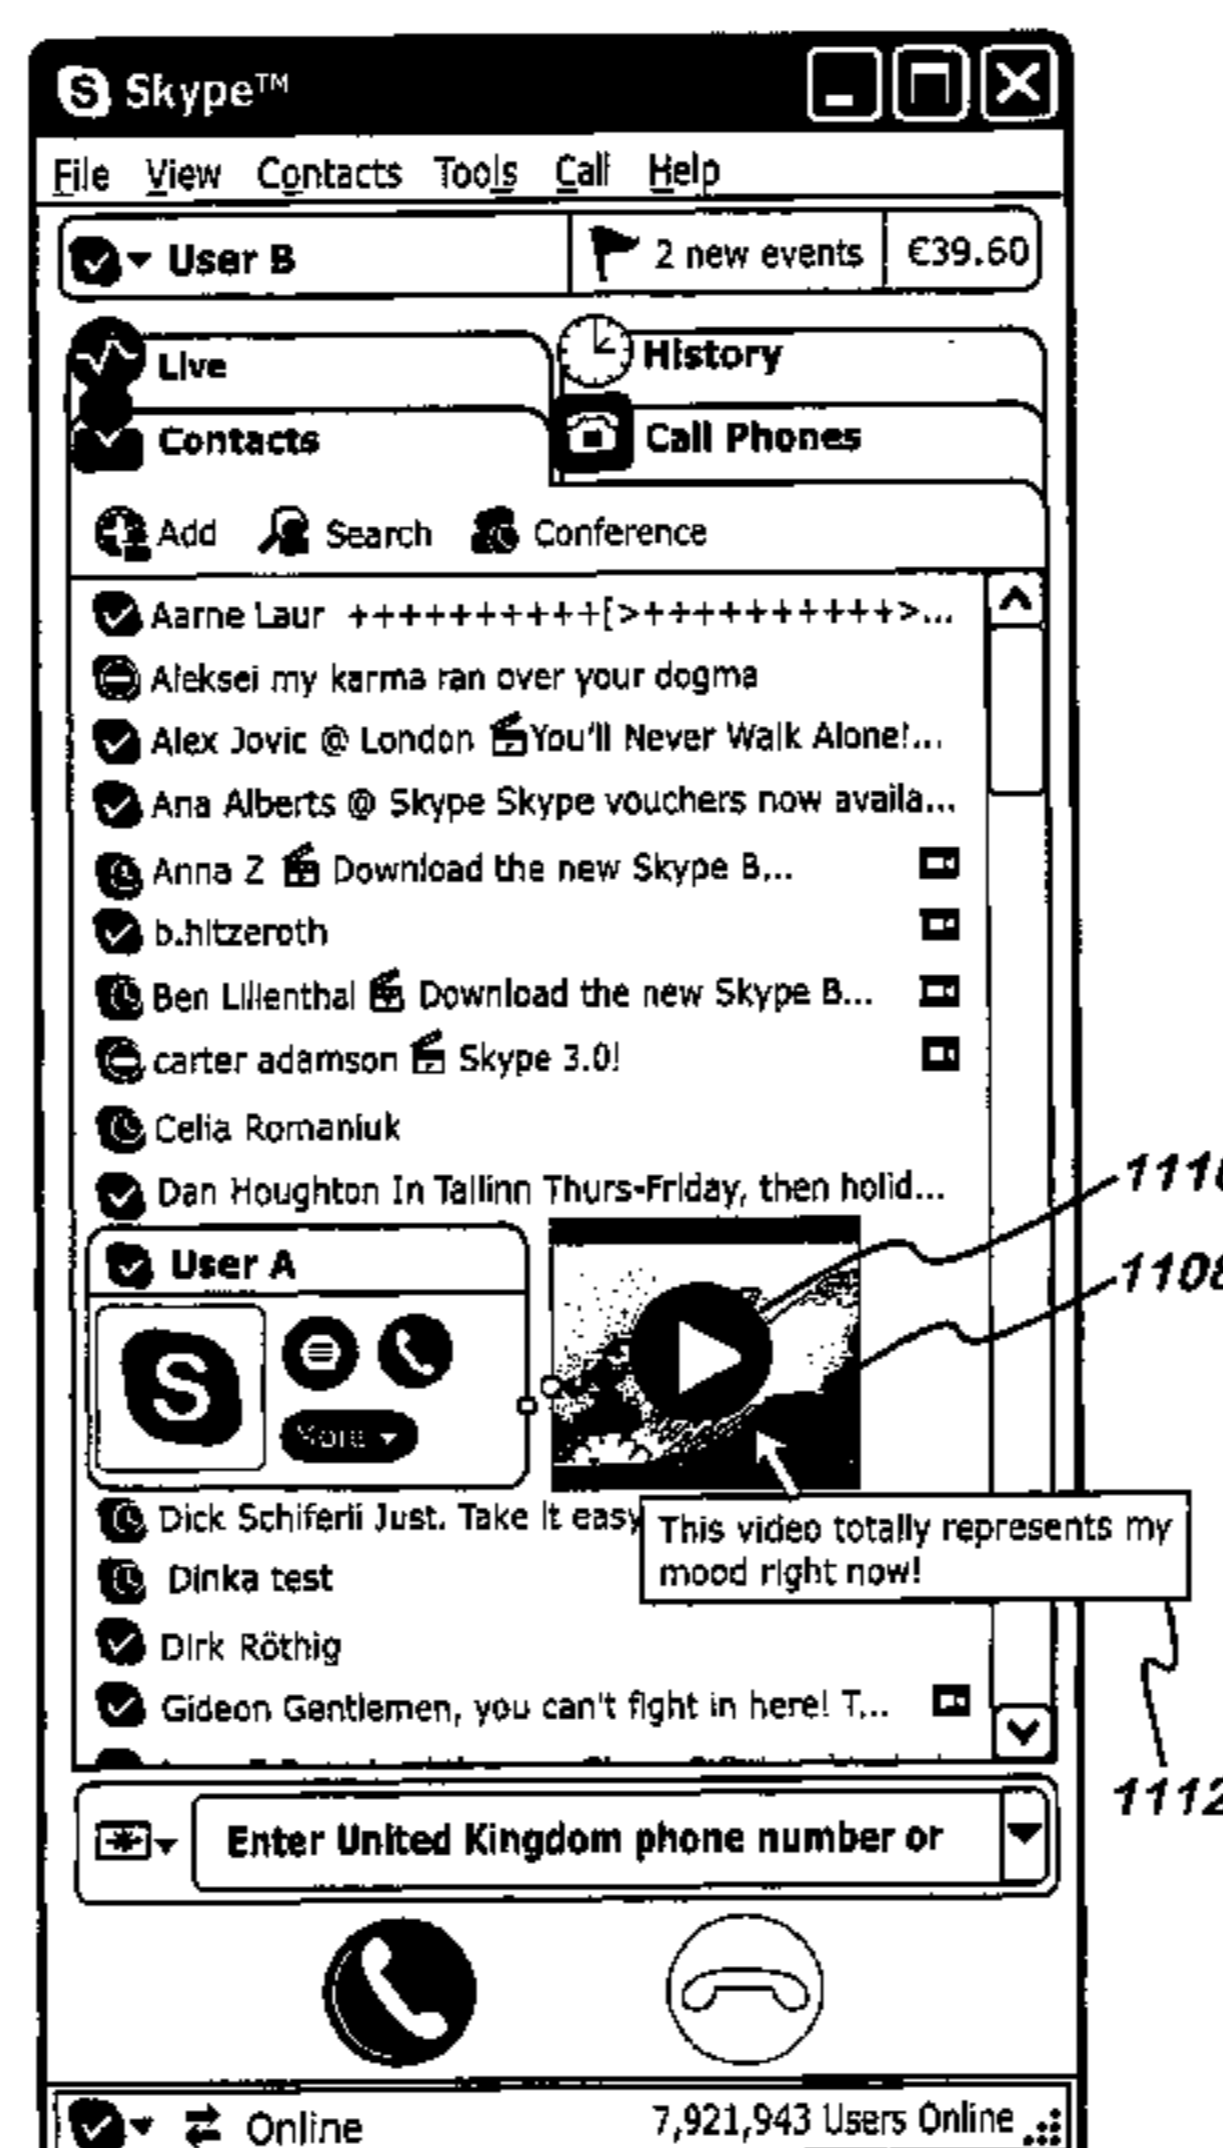 S Skype™
File View Contacts Tools Call Help
User B 2 new events €39.60
Live History
Contacts Call Phones
Add Search Conference
Aarne Laur ++++++++++[>++++++++++>...
Aleksei my karma ran over your dogma
Alex Jovic @ London You'll Never Walk Alone!...
Ana Alberts @ Skype Skype vouchers now availa...
Anna Z Download the new Skype B...
b.hitzeroth
Ben Lilienthal Download the new Skype B...
carter adamson Skype 3.0!
Celia Romaniuk
Dan Houghton In Tallinn Thurs-Friday, then holid...
User A
S
More
Dick Schiferli Just. Take it easy
This video totally represents my
mood right now!
Dinka test
Dirk Röthig
Gideon Gentlemen, you can't fight in here! T...
1108
1112
Enter United Kingdom phone number or
Online 7,921,943 Users Online